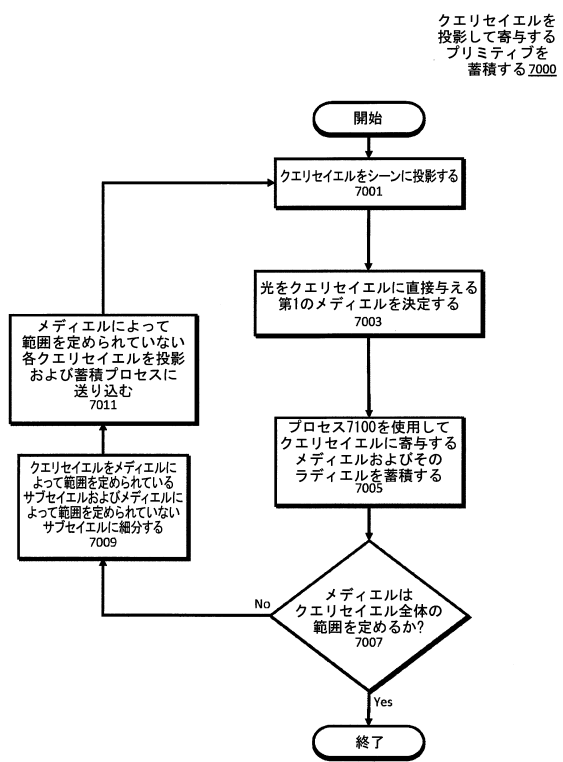 クエリセイエルを
投影して寄与する
プリミティブを
蓄積する 7000
開始
クエリセイエルをシーンに投影する
7001
光をクエリセイエルに直接与える
第1のメディエルを決定する
7003
プロセス7100を使用して
クエリセイエルに寄与する
メディエルおよびその
ラディエルを蓄積する
7005
メディエルは
クエリセイエル全体の
範囲を定めるか?
7007
No
Yes
クエリセイエルをメディエルに
よって範囲を定められている
サブセイエルおよびメディエルに
よって範囲を定められていない
サブセイエルに細分する
7009
メディエルによって
範囲を定められていない
各クエリセイエルを投影
および蓄積プロセスに
送り込む
7011
終了